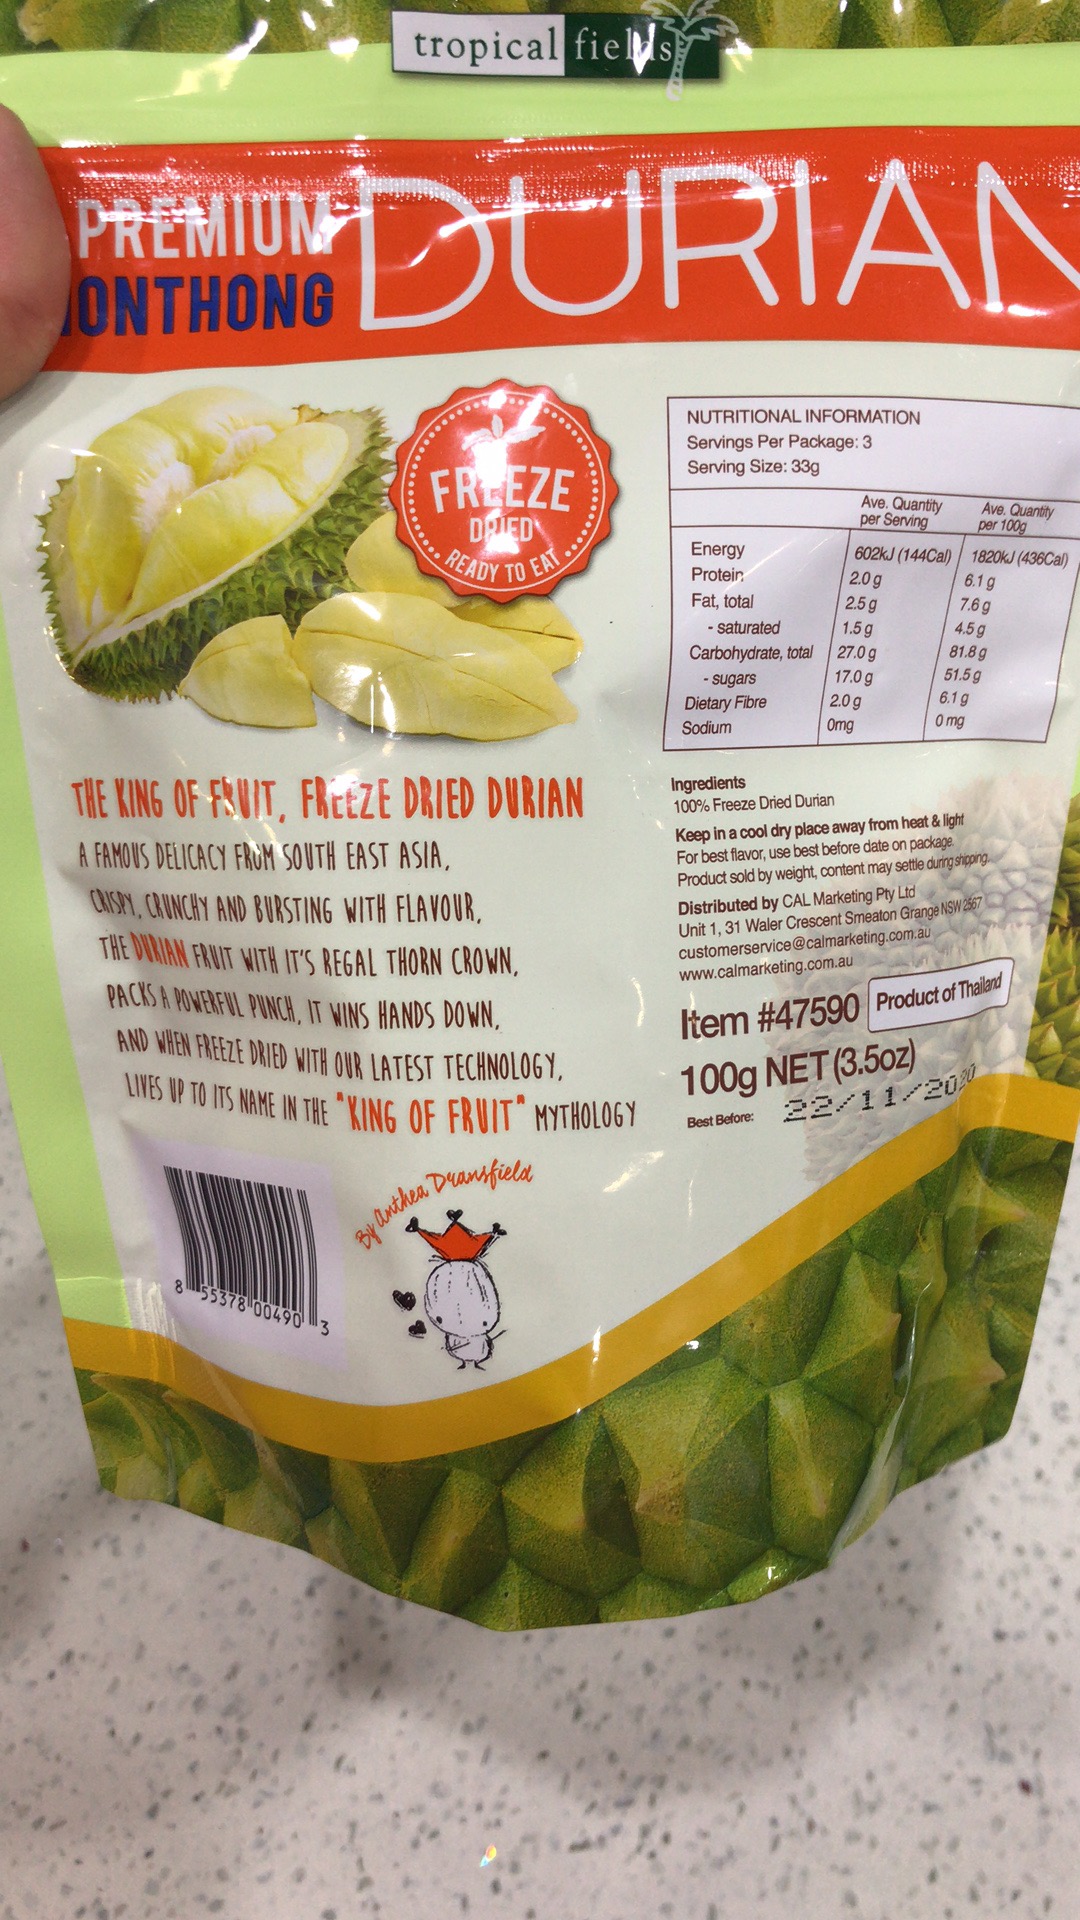 tropical fields
PREMIUM
MONTHONG
DURIAN
FREEZE
DRIED
READY TO EAT
NUTRITIONAL INFORMATION
Servings Per Package: 3
Serving Size: 33g
Ave. Quantity per Serving Ave. Quantity per 100g
Energy 602kJ (144Cal) 1820kJ (436Cal)
Protein 2.0 g 6.1 g
Fat, total 2.5 g 7.6 g
- saturated 1.5 g 4.5 g
Carbohydrate, total 27.0 g 81.8 g
- sugars 17.0 g 51.5 g
Dietary Fibre 2.0 g 6.1 g
Sodium 0mg 0 mg
THE KING OF FRUIT, FREEZE DRIED DURIAN
A FAMOUS DELICACY FROM SOUTH EAST ASIA,
CRISPY, CRUNCHY AND BURSTING WITH FLAVOUR,
THE DURIAN FRUIT WITH IT'S REGAL THORN CROWN,
PACKS A POWERFUL PUNCH, IT WINS HANDS DOWN,
AND WHEN FREEZE DRIED WITH OUR LATEST TECHNOLOGY,
LIVES UP TO ITS NAME IN THE "KING OF FRUIT" MYTHOLOGY
By Anthea Dransfield
8 55378 00490 3
Ingredients
100% Freeze Dried Durian
Keep in a cool dry place away from heat & light
For best flavor, use best before date on package.
Product sold by weight, content may settle during shipping.
Distributed by CAL Marketing Pty Ltd
Unit 1, 31 Waler Crescent Smeaton Grange NSW 2567
customerservice@calmarketing.com.au
www.calmarketing.com.au
Item #47590 Product of Thailand
100g NET (3.5oz)
Best Before: 22/11/2020